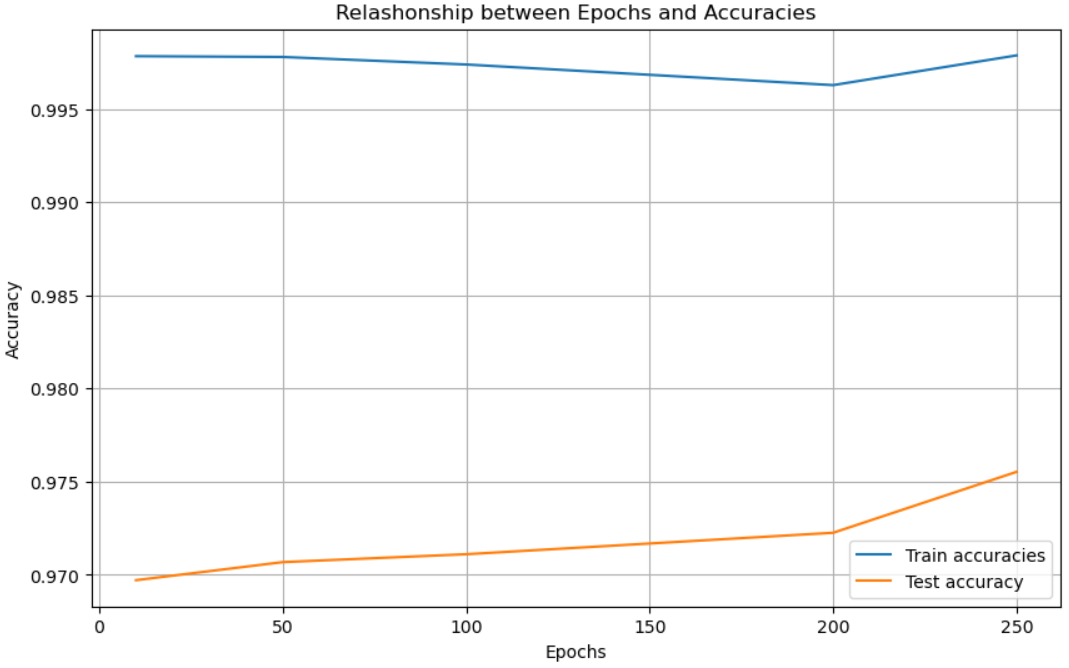 Relashonship between Epochs and Accuracies
Accuracy
0.995
0.990
0.985
0.980
0.975
0.970
0
50
100
150
200
250
Epochs
Train accuracies
Test accuracy